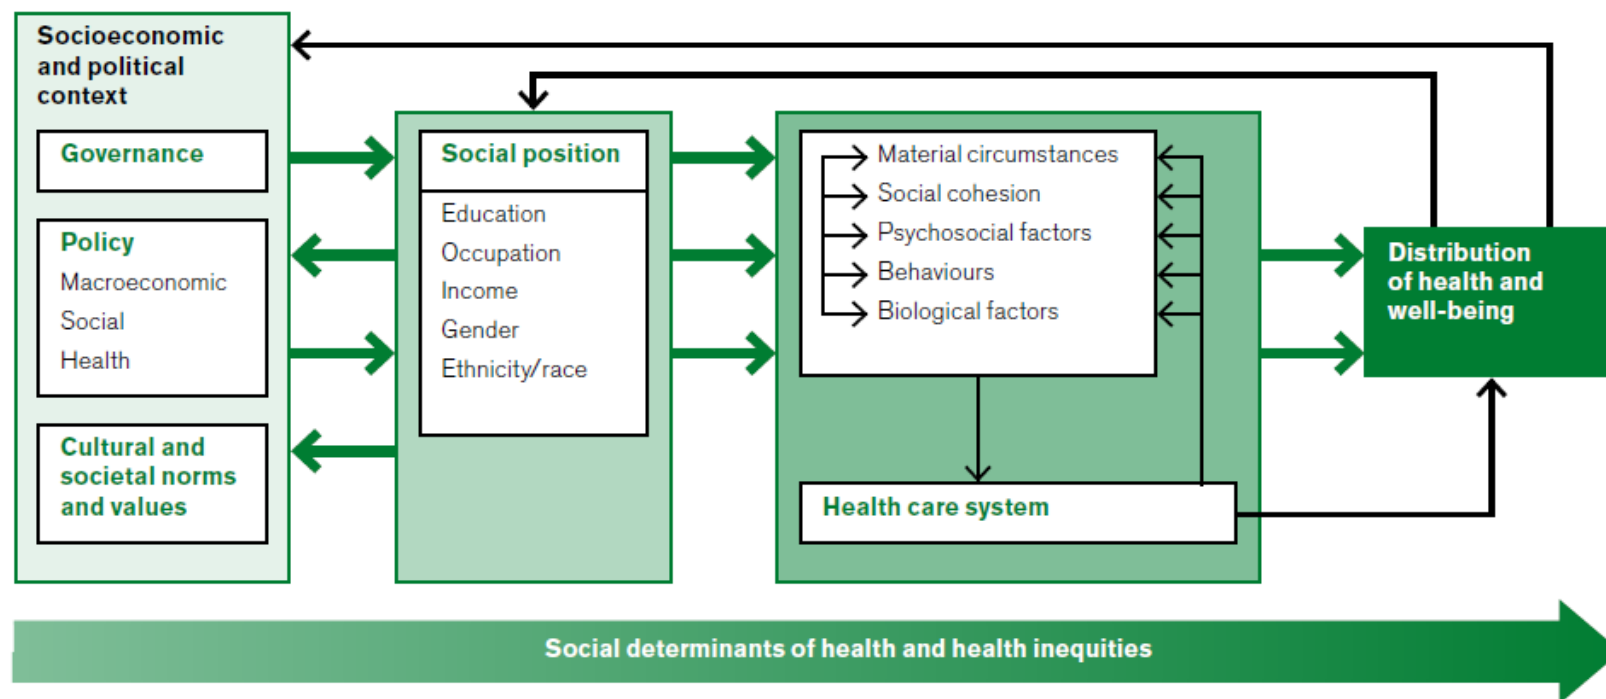 Socioeconomic
and political
context
Governance
Policy
Macroeconomic
Social
Health
Cultural and
societal norms
and values
Social position
Education
Occupation
Income
Gender
Ethnicity/race
Material circumstances
Social cohesion
Psychosocial factors
Behaviours
Biological factors
Health care system
Distribution
of health and
well-being
Social determinants of health and health inequities